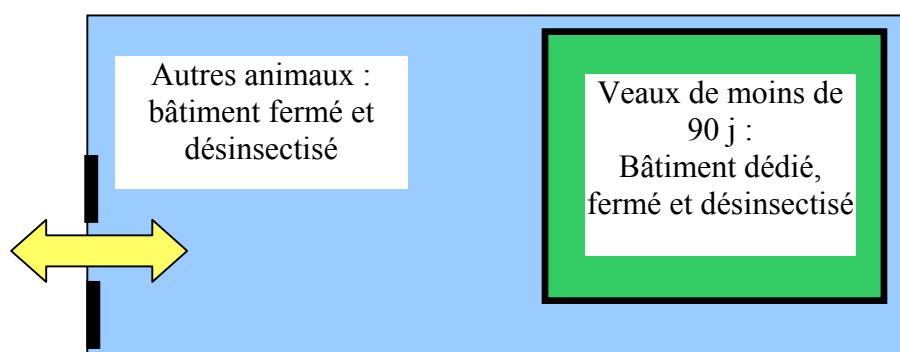 Autres animaux :
bâtiment fermé et
désinsectisé
Veaux de moins de
90 j :
Bâtiment dédié,
fermé et désinsectisé